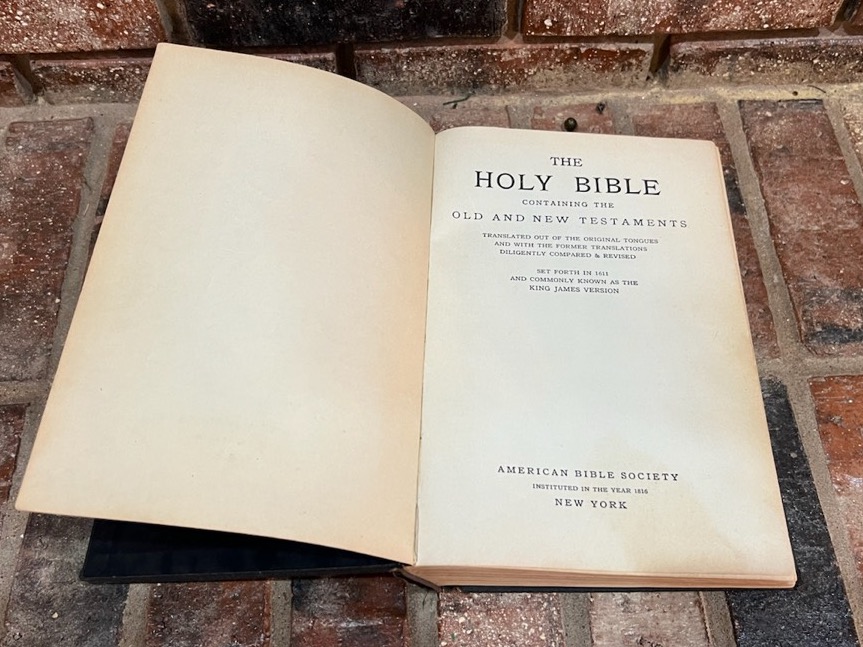 THE
HOLY BIBLE
CONTAINING THE
OLD AND NEW TESTAMENTS
TRANSLATED OUT OF THE ORIGINAL TONGUES
AND WITH THE FORMER TRANSLATIONS
DILIGENTLY COMPARED & REVISED
SET FORTH IN 1611
AND COMMONLY KNOWN AS THE
KING JAMES VERSION
AMERICAN BIBLE SOCIETY
INSTITUTED IN THE YEAR 1816
NEW YORK